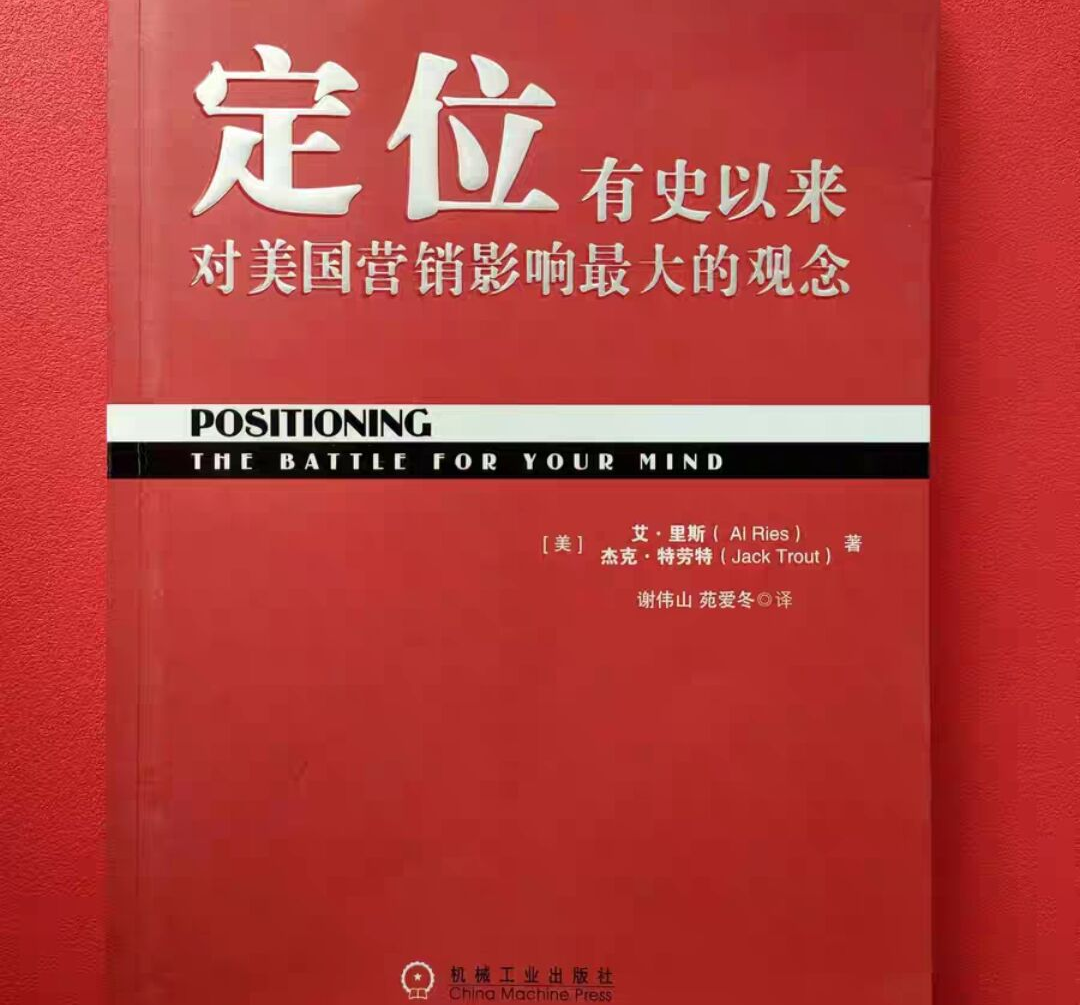 定位 有史以来
对美国营销影响最大的观念
POSITIONING
THE BATTLE FOR YOUR MIND
[美] 艾·里斯(Al Ries)
杰克·特劳特(Jack Trout) 著
谢伟山 苑爱冬◎译
机械工业出版社
China Machine Press